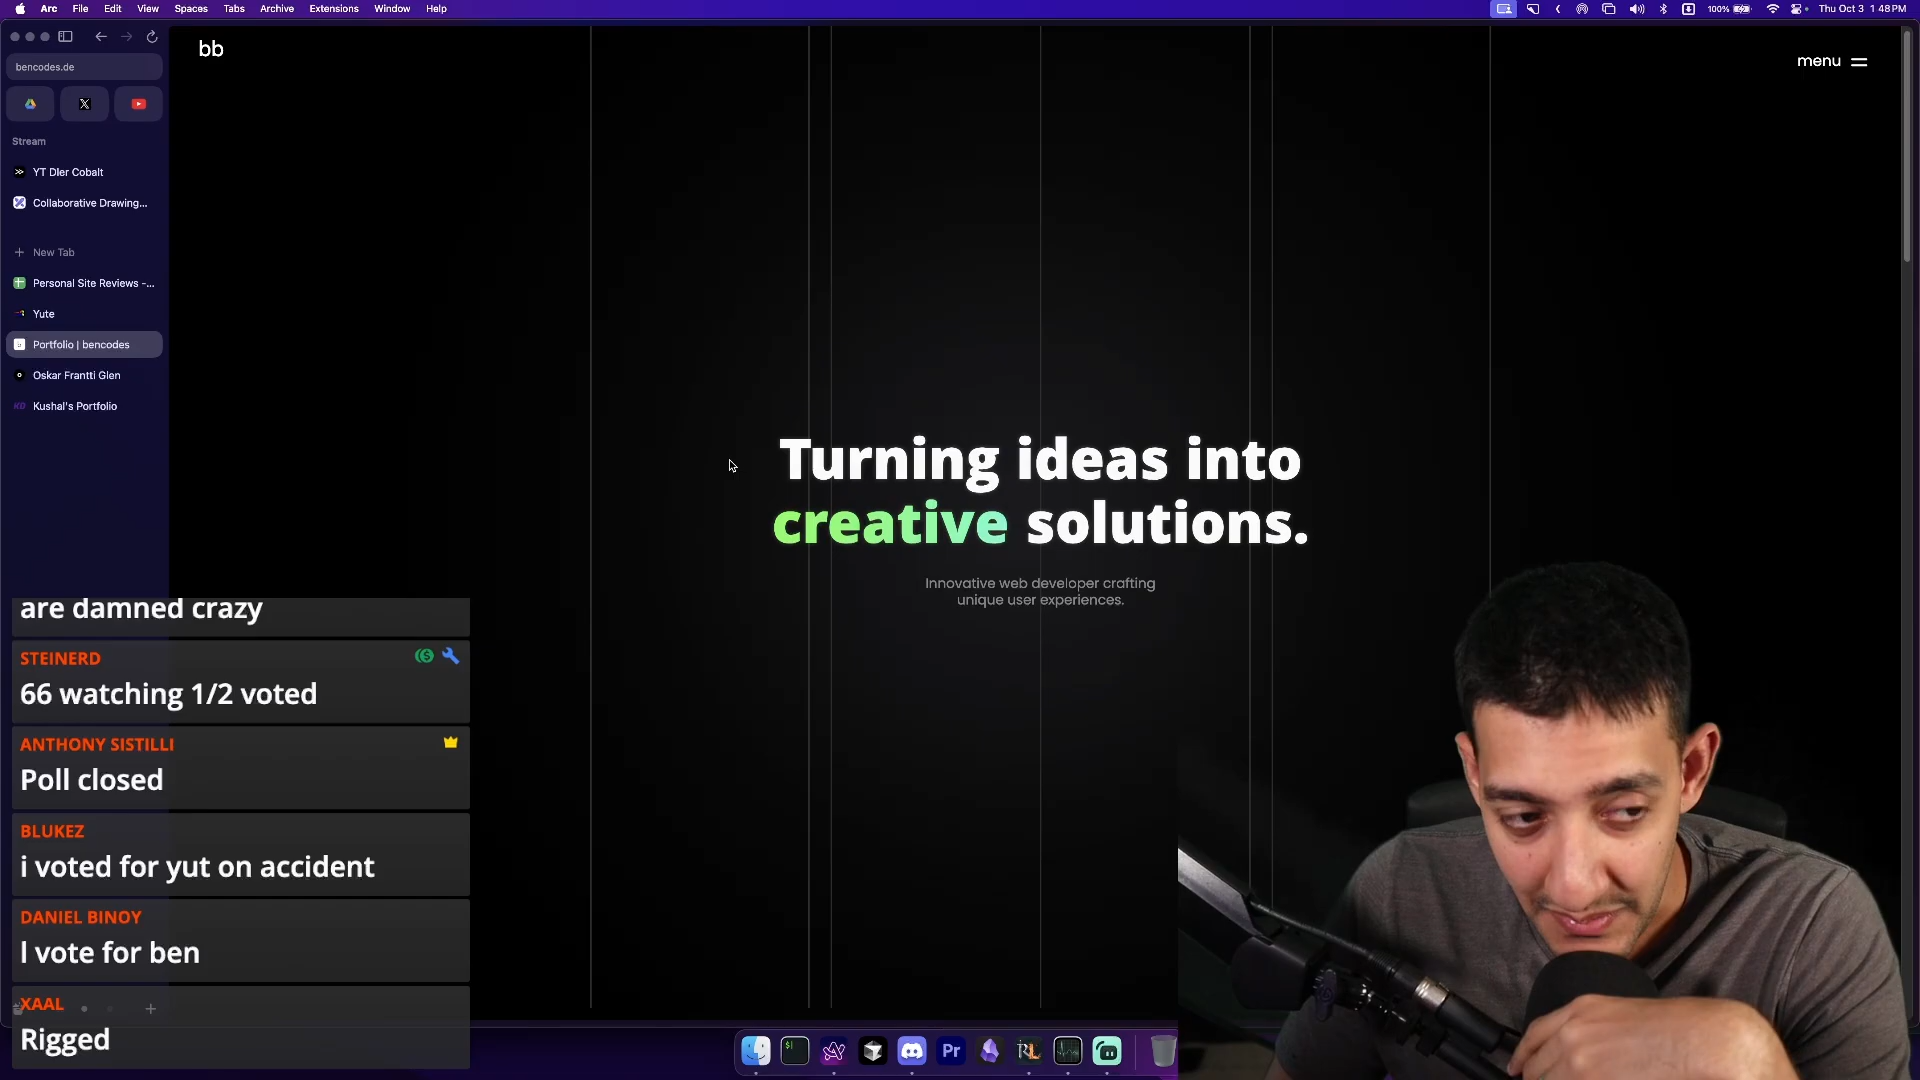 Arc File Edit View Spaces Tabs Archive Extensions Window Help
100% Thu Oct 3 1:48PM
bencodes.de
Stream
YT Dler Cobalt
Collaborative Drawing...
New Tab
Personal Site Reviews -...
Yute
Portfolio | bencodes
Oskar Frantti Glen
KD Kushal's Portfolio
bb
menu
Turning ideas into
creative solutions.
Innovative web developer crafting
unique user experiences.
are damned crazy
STEINERD
66 watching 1/2 voted
ANTHONY SISTILLI
Poll closed
BLUKEZ
i voted for yut on accident
DANIEL BINOY
I vote for ben
XAAL
Rigged
$|
Pr
RL